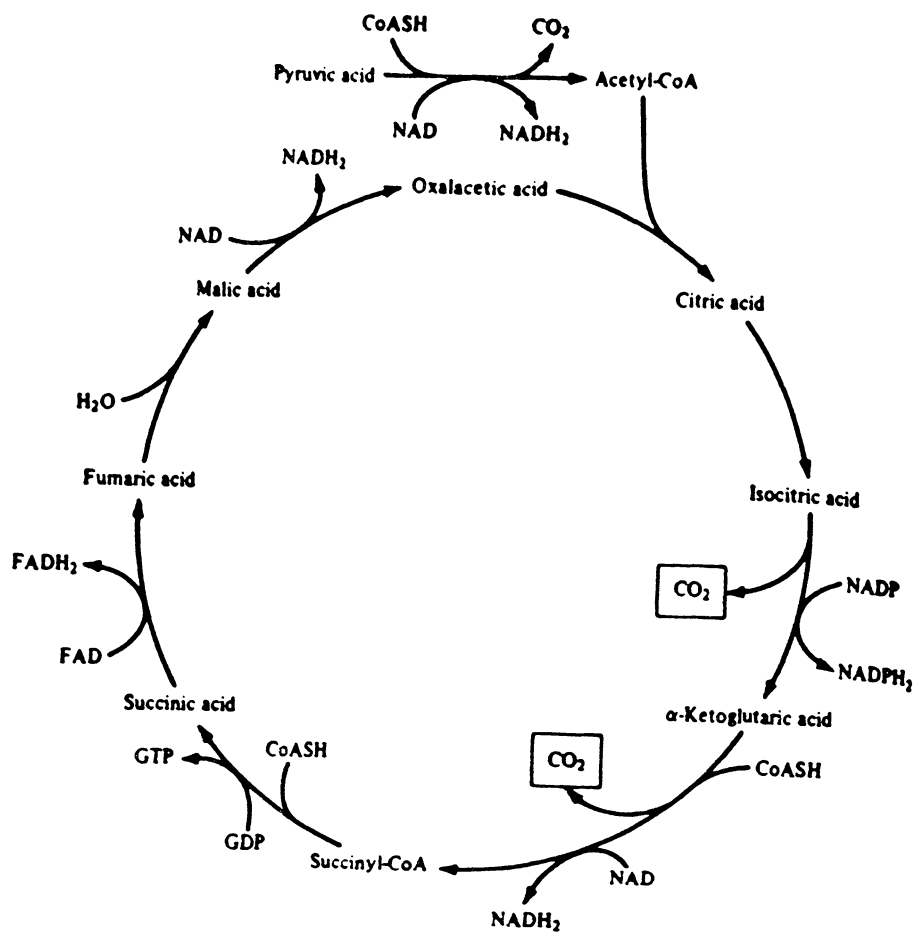 CoASH
CO₂
Pyruvic acid
Acetyl-CoA
NAD
NADH₂
NADH₂
Oxalacetic acid
NAD
Malic acid
Citric acid
H₂O
Fumaric acid
Isocitric acid
FADH₂
CO₂
NADP
FAD
NADPH₂
Succinic acid
α-Ketoglutaric acid
GTP
CoASH
CO₂
CoASH
GDP
Succinyl-CoA
NAD
NADH₂